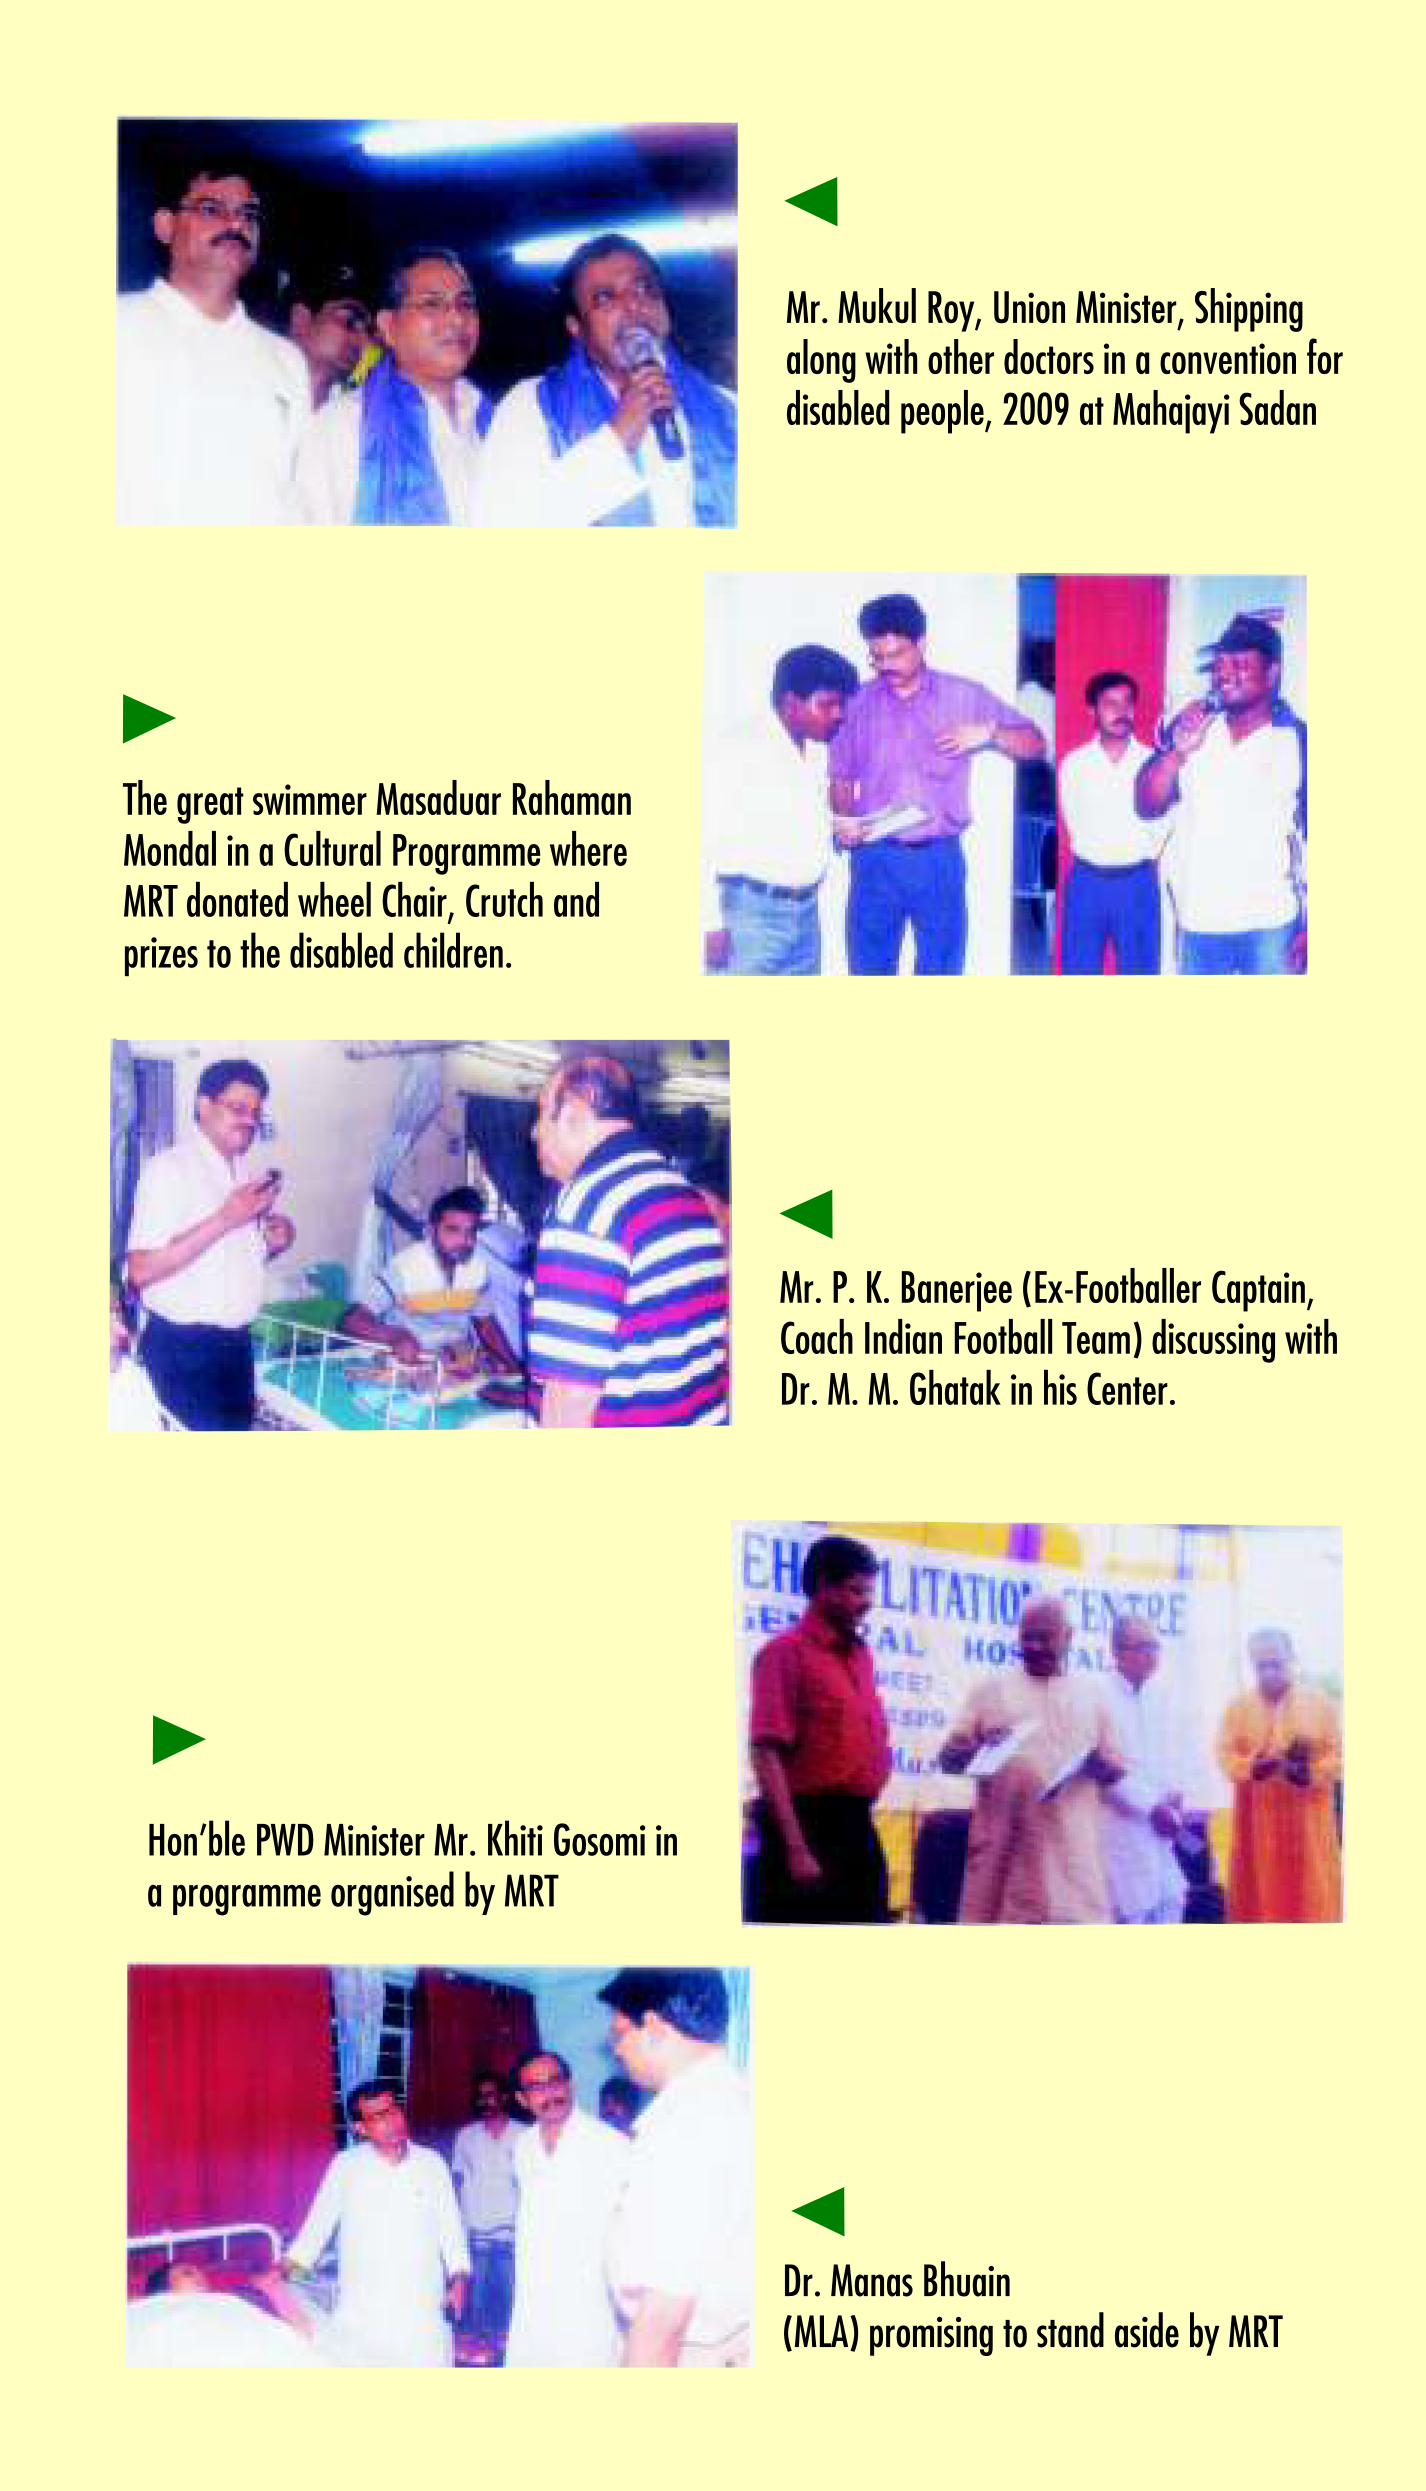 Mr. Mukul Roy, Union Minister, Shipping
along with other doctors in a convention for
disabled people, 2009 at Mahajayi Sadan
The great swimmer Masaduar Rahaman
Mondal in a Cultural Programme where
MRT donated wheel Chair, Crutch and
prizes to the disabled children.
Mr. P. K. Banerjee (Ex-Footballer Captain,
Coach Indian Football Team) discussing with
Dr. M. M. Ghatak in his Center.
CENTRE
Hon’ble PWD Minister Mr. Khiti Gosomi in
a programme organised by MRT
Dr. Manas Bhuain
(MLA) promising to stand aside by MRT